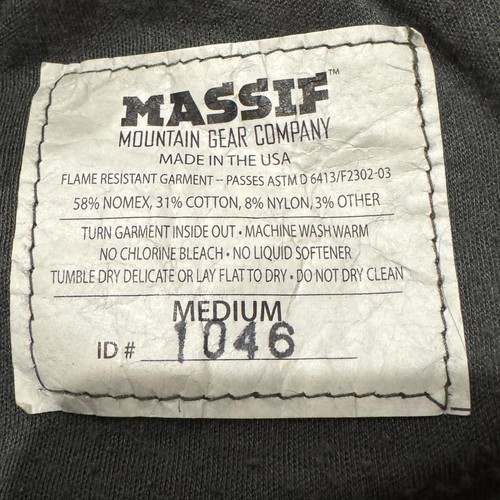 MASSIF™
MOUNTAIN GEAR COMPANY
MADE IN THE USA
FLAME RESISTANT GARMENT -- PASSES ASTM D 6413/F2302-03
58% NOMEX, 31% COTTON, 8% NYLON, 3% OTHER
TURN GARMENT INSIDE OUT • MACHINE WASH WARM
NO CHLORINE BLEACH • NO LIQUID SOFTENER
TUMBLE DRY DELICATE OR LAY FLAT TO DRY • DO NOT DRY CLEAN
MEDIUM
ID # 1046